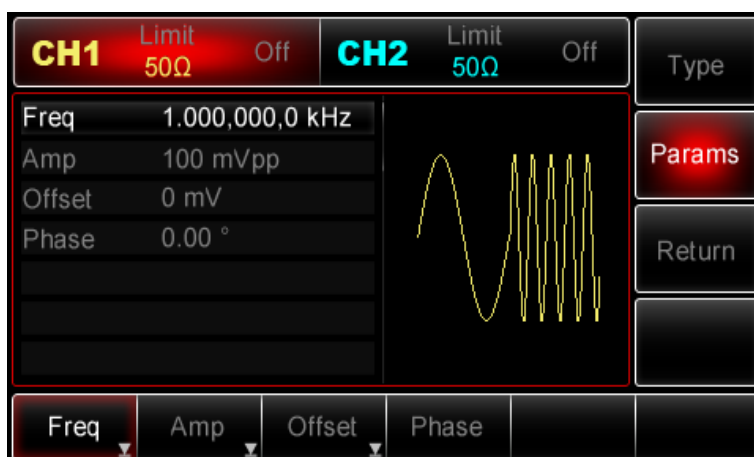 CH1 Limit 50Ω Off
CH2 Limit 50Ω Off
Type
Freq 1.000,000,0 kHz
Amp 100 mVpp
Offset 0 mV
Phase 0.00 °
Params
Return
Freq Amp Offset Phase